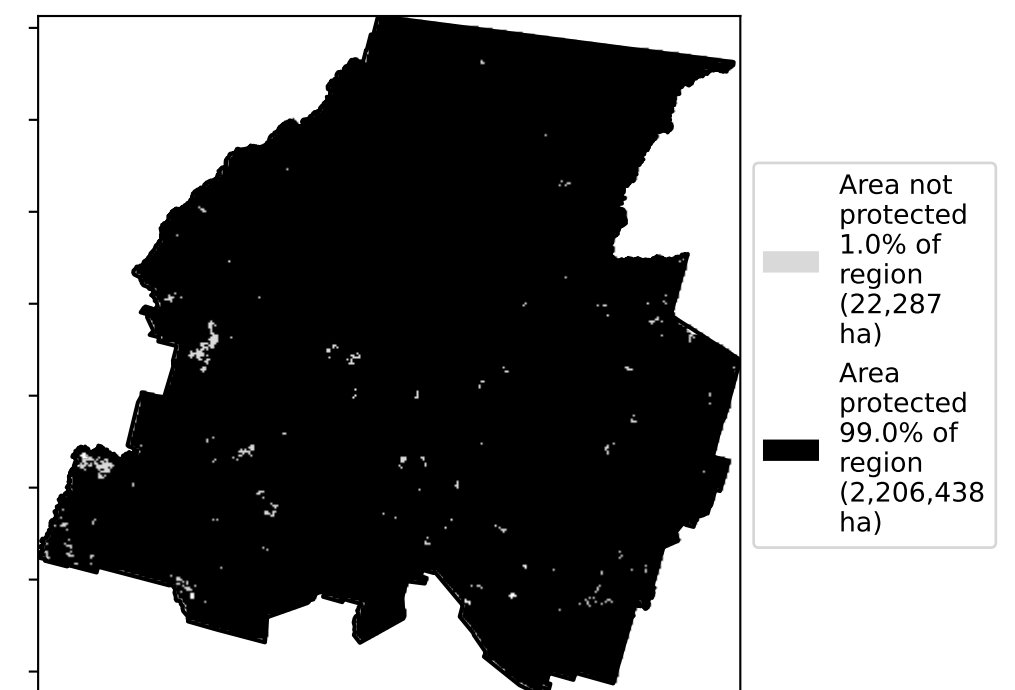 Area not
protected
1.0% of
region
(22,287
ha)
Area
protected
99.0% of
region
(2,206,438
ha)